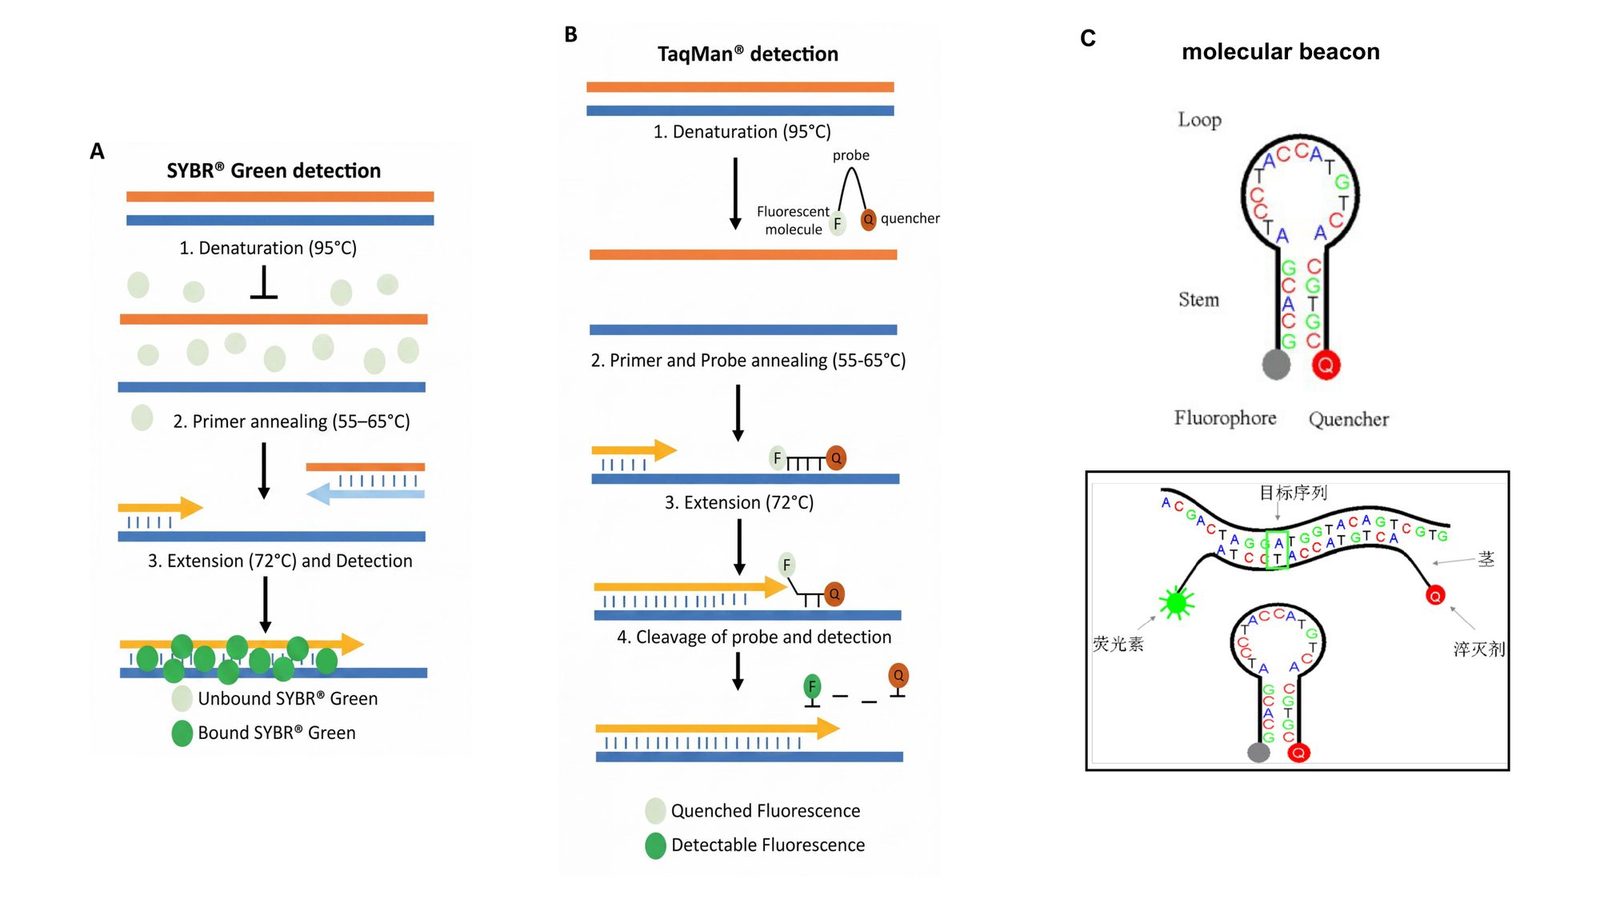 A
SYBR® Green detection
1. Denaturation (95°C)
2. Primer annealing (55–65°C)
3. Extension (72°C) and Detection
Unbound SYBR® Green
Bound SYBR® Green
B
TaqMan® detection
1. Denaturation (95°C)
probe
Fluorescent
molecule
F
Q
quencher
2. Primer and Probe annealing (55-65°C)
F
Q
3. Extension (72°C)
F
Q
4. Cleavage of probe and detection
F
Q
Quenched Fluorescence
Detectable Fluorescence
C
molecular beacon
Loop
A T C C T A C C A T G T C A
Stem
G C
C G
A T
C G
G C
Q
Fluorophore
Quencher
目标序列
A C G A C T A G G A T G G T A C A G T C G T G
A T C C T A C C A T G T C A
茎
Q
荧光素
淬灭剂
A T C C T A C C A T G T C A
G C
C G
A T
C G
G C
Q